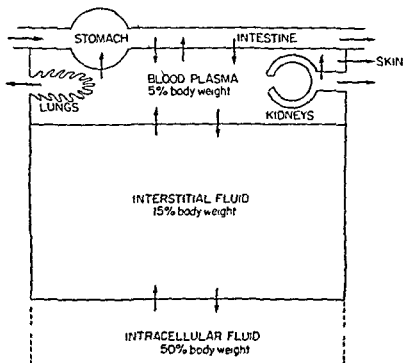 STOMACH
INTESTINE
SKIN
BLOOD PLASMA
5% body weight
LUNGS
KIDNEYS
INTERSTITIAL FLUID
15% body weight
INTRACELLULAR FLUID
50% body weight